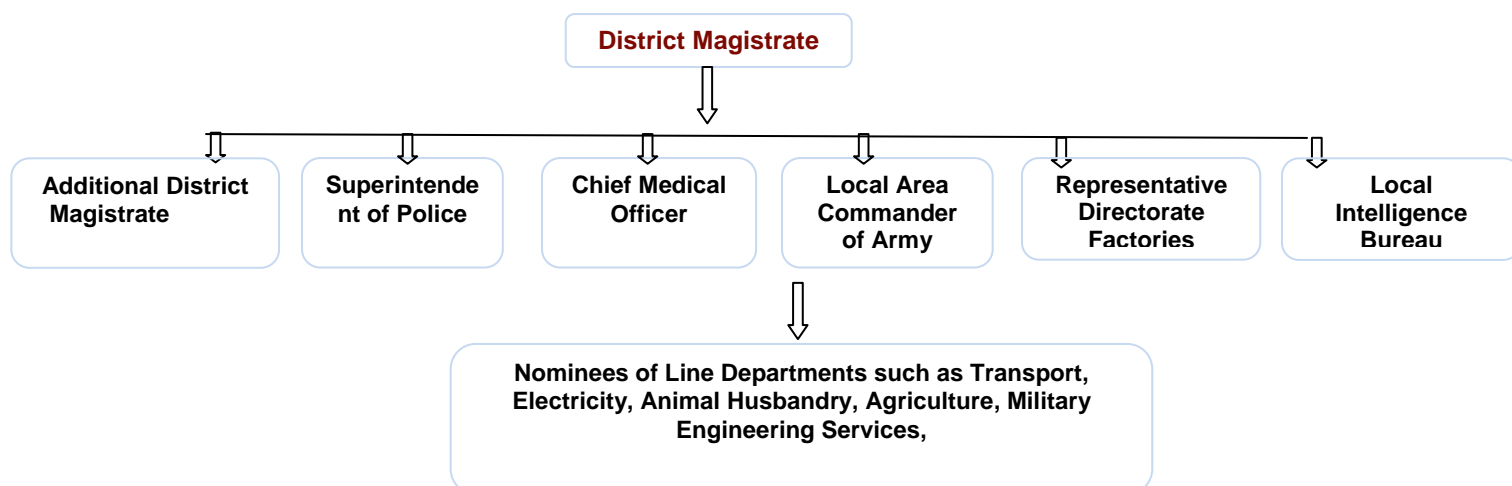 District Magistrate
Additional District
Magistrate
Superintende
nt of Police
Chief Medical
Officer
Local Area
Commander
of Army
Representative
Directorate
Factories
Local
Intelligence
Bureau
Nominees of Line Departments such as Transport,
Electricity, Animal Husbandry, Agriculture, Military
Engineering Services,